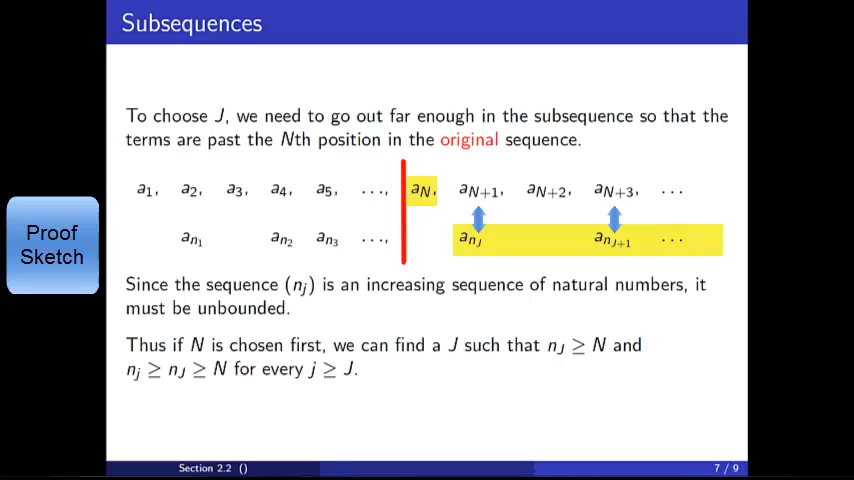 Subsequences
To choose J, we need to go out far enough in the subsequence so that the
terms are past the Nth position in the original sequence.
a₁, a₂, a₃, a₄, a₅, ..., a_N, a_{N+1}, a_{N+2}, a_{N+3}, ...
a_{n₁} a_{n₂} a_{n₃} ..., a_{n_J} a_{n_{J+1}} ...
Proof
Sketch
Since the sequence (n_j) is an increasing sequence of natural numbers, it
must be unbounded.
Thus if N is chosen first, we can find a J such that n_J ≥ N and
n_j ≥ n_J ≥ N for every j ≥ J.
Section 2.2 ()
7 / 9